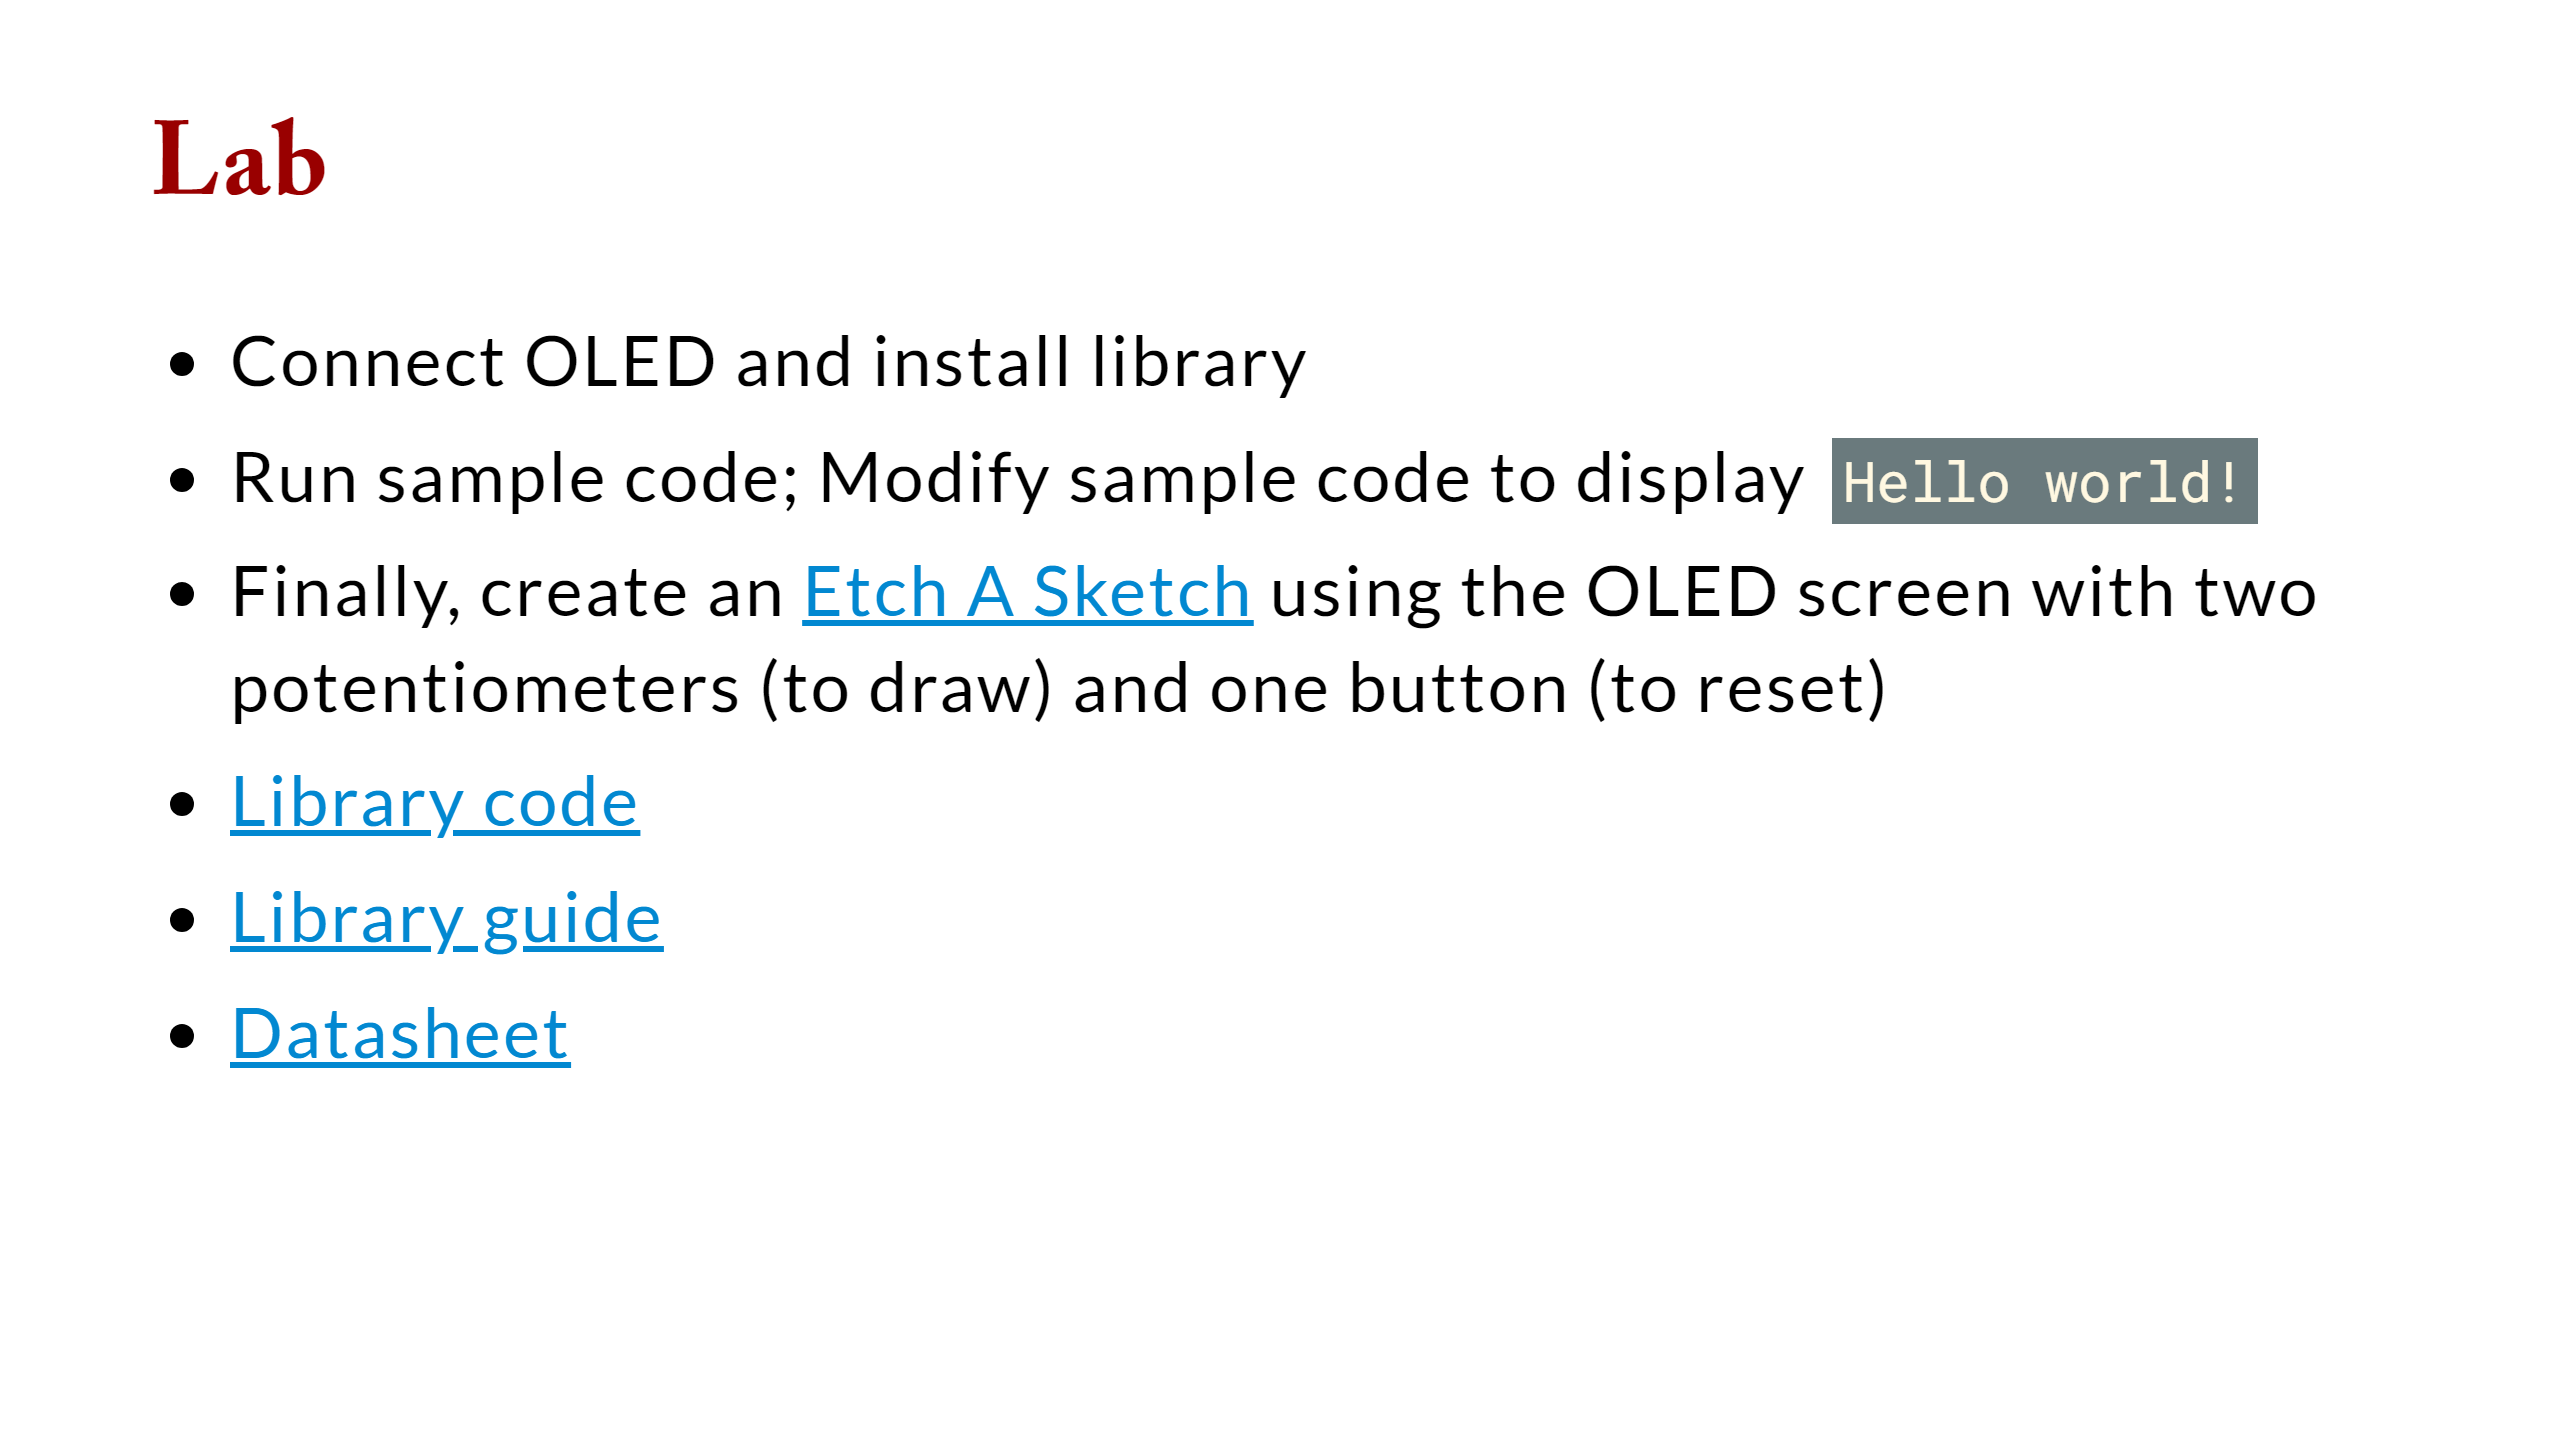 Lab
Connect OLED and install library
Run sample code; Modify sample code to display Hello world!
Finally, create an Etch A Sketch using the OLED screen with two
potentiometers (to draw) and one button (to reset)
Library code
Library guide
Datasheet